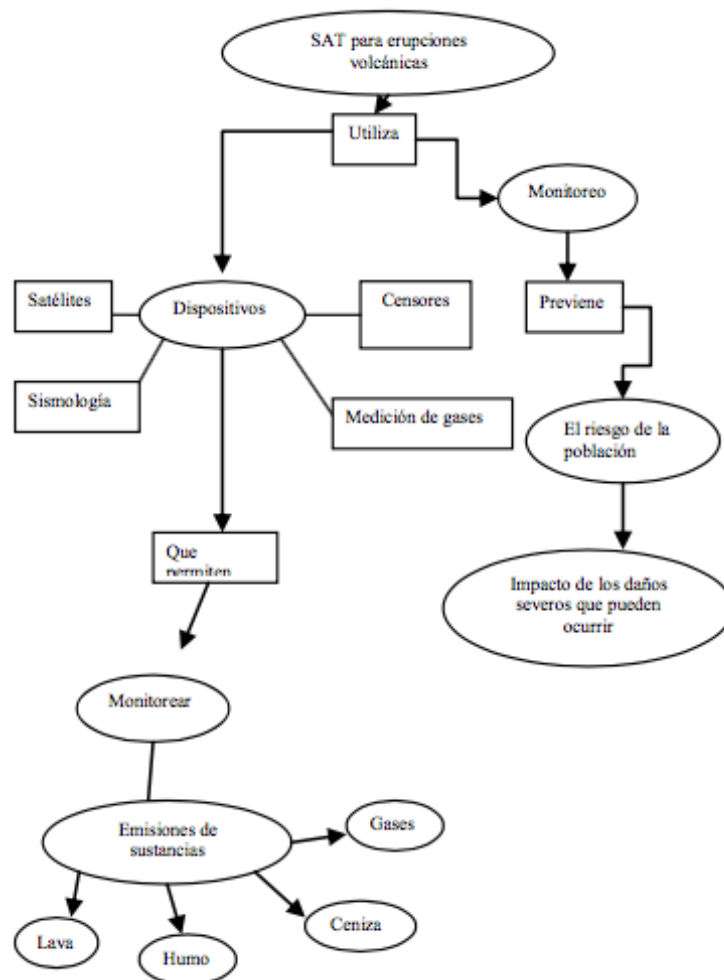 SAT para erupciones
volcánicas
Utiliza
Monitoreo
Satélites
Dispositivos
Censores
Previene
Sismología
Medición de gases
El riesgo de la
población
Que
permiten
Impacto de los daños
severos que pueden
ocurrir
Monitorear
Emisiones de
sustancias
Gases
Ceniza
Lava
Humo